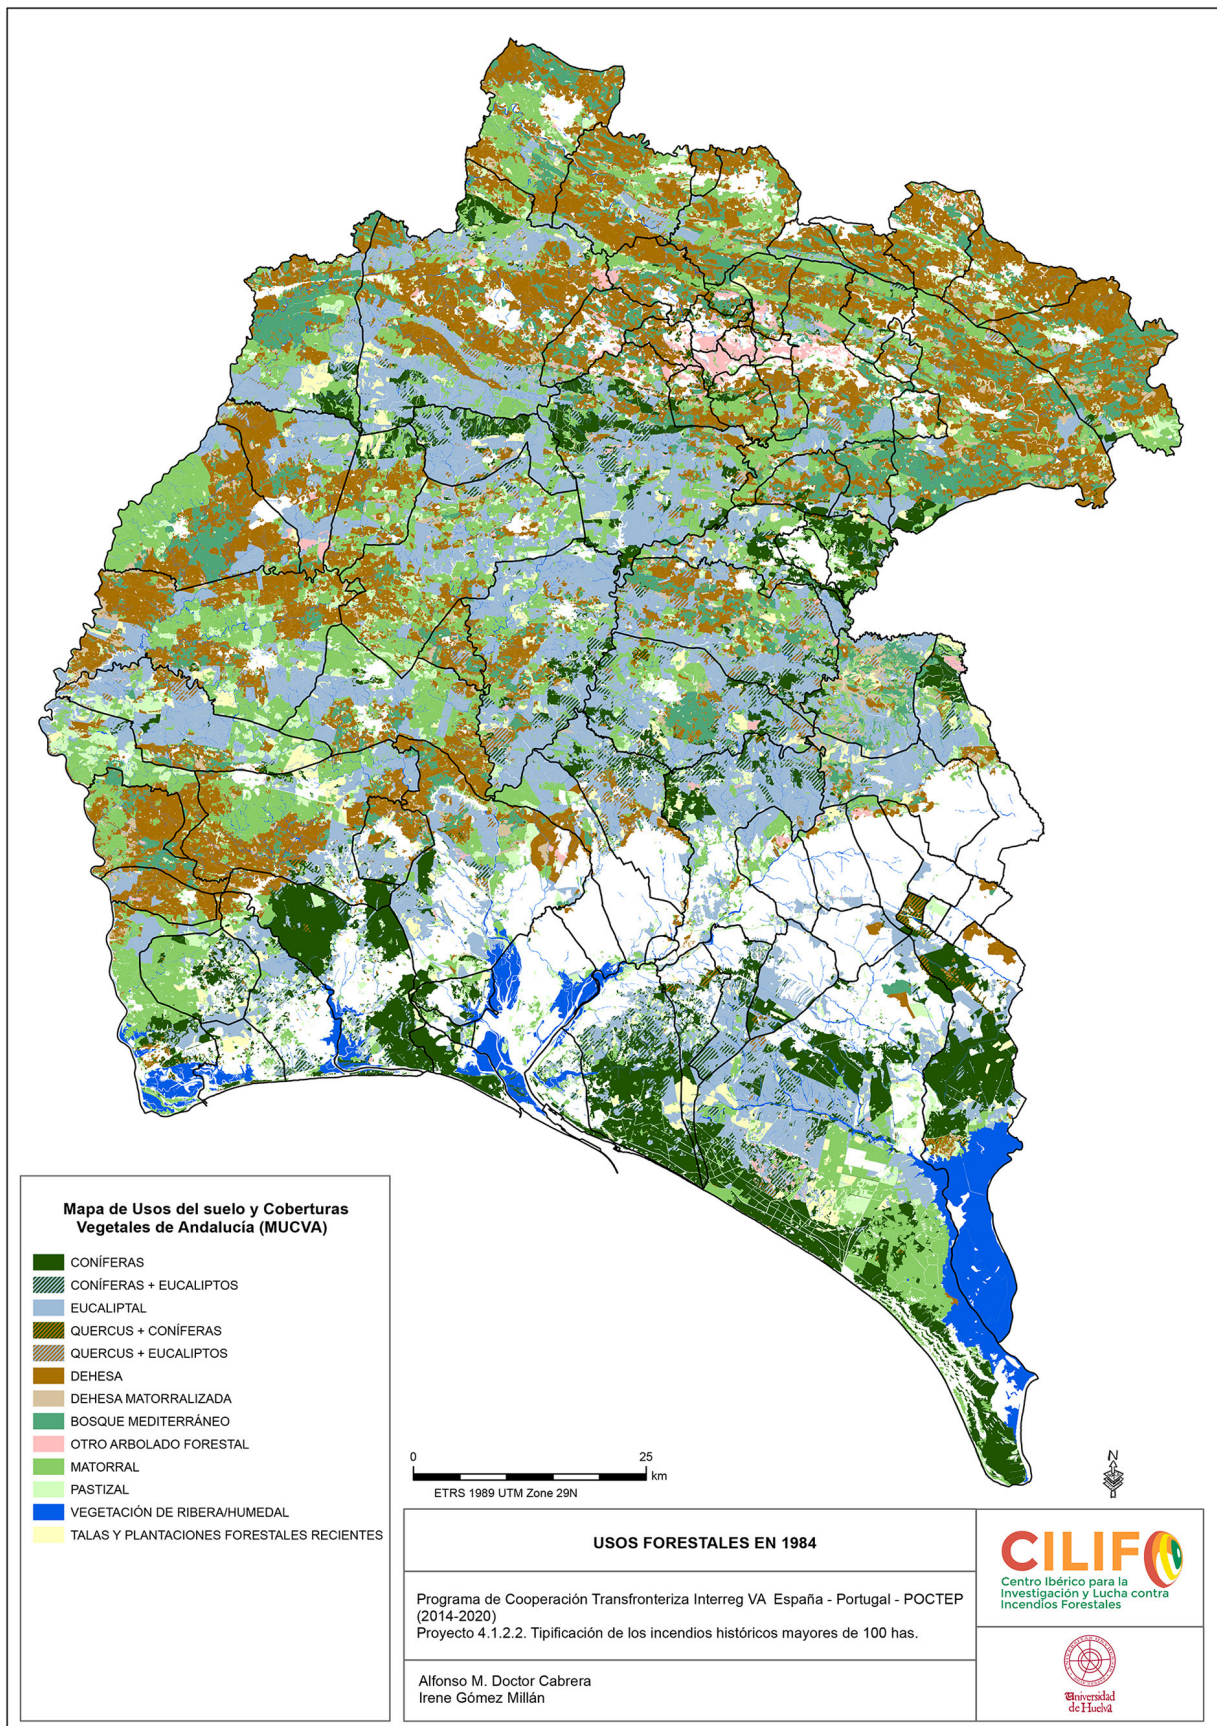 Mapa de Usos del suelo y Coberturas
Vegetales de Andalucía (MUCVA)
CONÍFERAS
CONÍFERAS + EUCALIPTOS
EUCALIPTAL
QUERCUS + CONÍFERAS
QUERCUS + EUCALIPTOS
DEHESA
DEHESA MATORRALIZADA
BOSQUE MEDITERRÁNEO
OTRO ARBOLADO FORESTAL
MATORRAL
PASTIZAL
VEGETACIÓN DE RIBERA/HUMEDAL
TALAS Y PLANTACIONES FORESTALES RECIENTES
0 25
km
ETRS 1989 UTM Zone 29N
N
USOS FORESTALES EN 1984
Programa de Cooperación Transfronteriza Interreg VA España - Portugal - POCTEP
(2014-2020)
Proyecto 4.1.2.2. Tipificación de los incendios históricos mayores de 100 has.
Alfonso M. Doctor Cabrera
Irene Gómez Millán
CILIFO
Centro Ibérico para la
Investigación y Lucha contra
Incendios Forestales
Universidad
de Huelva